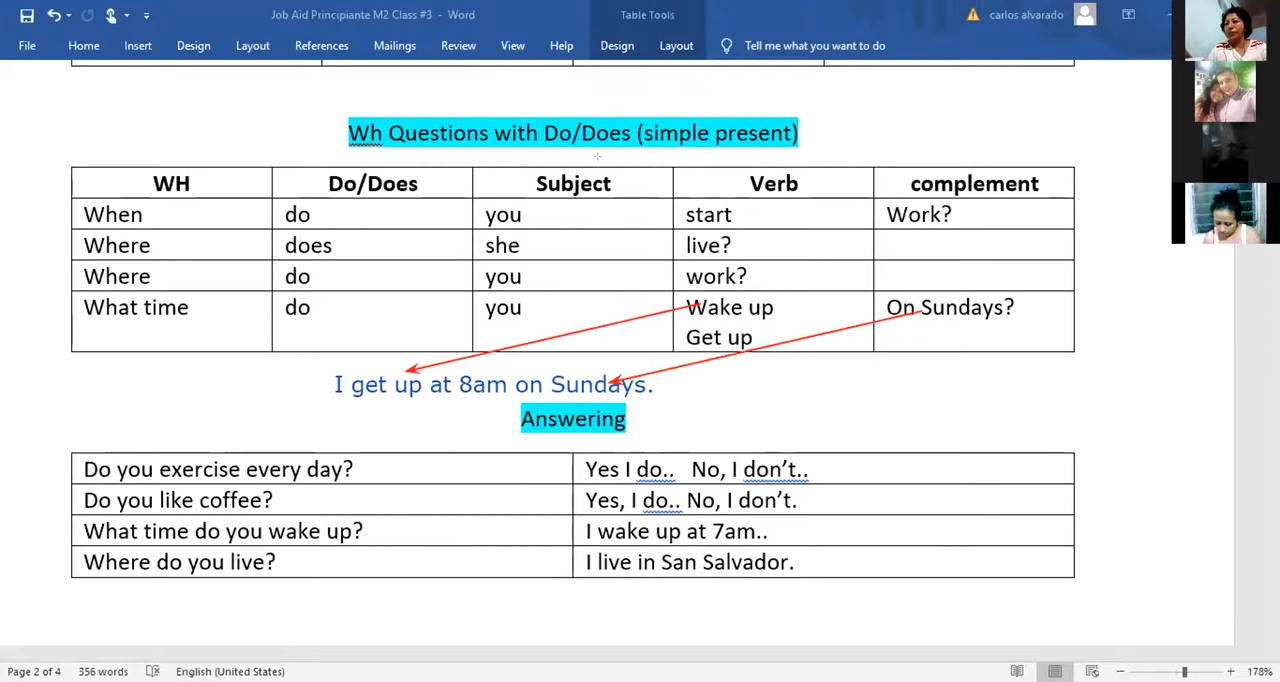 Job Aid Principiante M2 Class #3 - Word
Table Tools
carlos alvarado
File Home Insert Design Layout References Mailings Review View Help Design Layout Tell me what you want to do
Wh Questions with Do/Does (simple present)
WH Do/Does Subject Verb complement
When do you start Work?
Where does she live?
Where do you work?
What time do you Wake up On Sundays?
Get up
I get up at 8am on Sundays.
Answering
Do you exercise every day? Yes I do.. No, I don't..
Do you like coffee? Yes, I do.. No, I don't.
What time do you wake up? I wake up at 7am..
Where do you live? I live in San Salvador.
Page 2 of 4 356 words English (United States) 178%